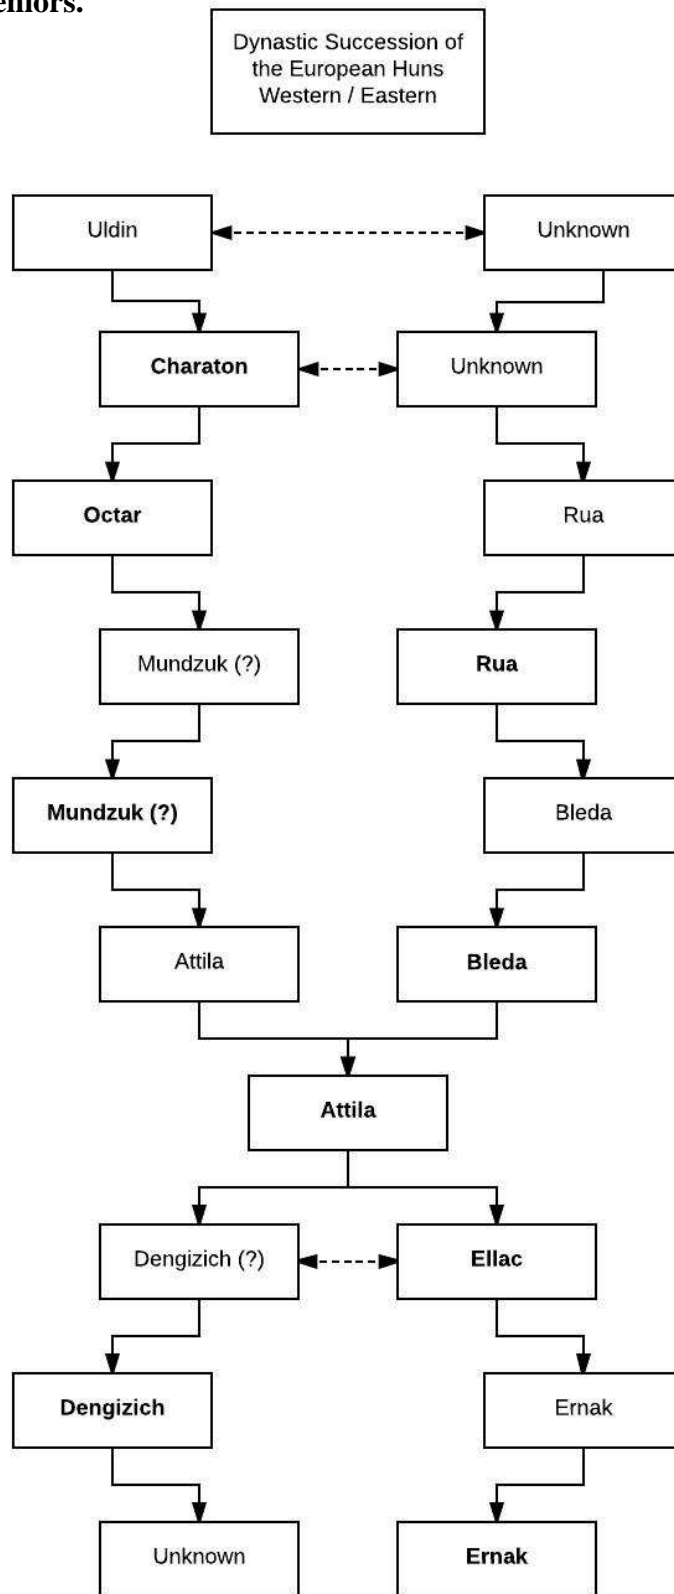 eniors.
Dynastic Succession of
the European Huns
Western / Eastern
Uldin
Unknown
Charaton
Unknown
Octar
Rua
Mundzuk (?)
Rua
Mundzuk (?)
Bleda
Attila
Bleda
Attila
Dengizich (?)
Ellac
Dengizich
Ernak
Unknown
Ernak